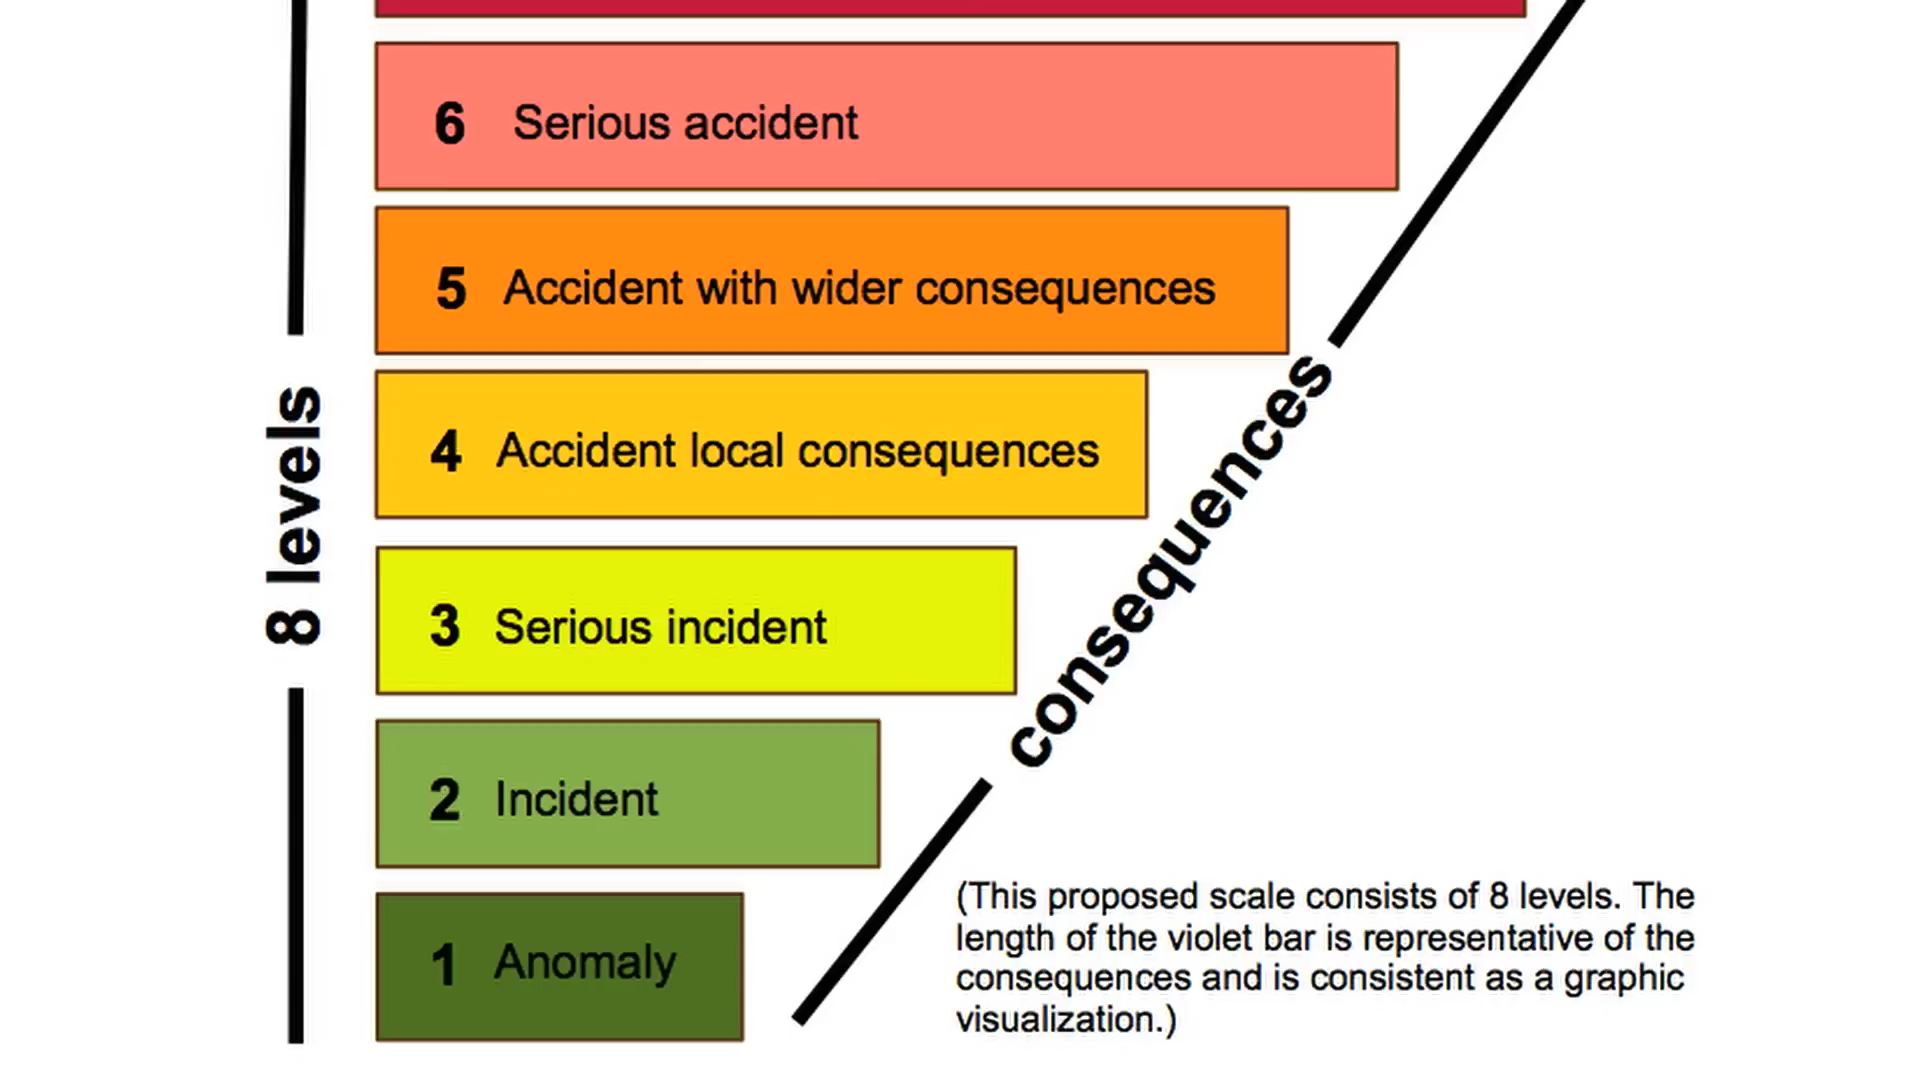 6 Serious accident
5 Accident with wider consequences
4 Accident local consequences
3 Serious incident
2 Incident
1 Anomaly
8 levels
consequences
(This proposed scale consists of 8 levels. The
length of the violet bar is representative of the
consequences and is consistent as a graphic
visualization.)